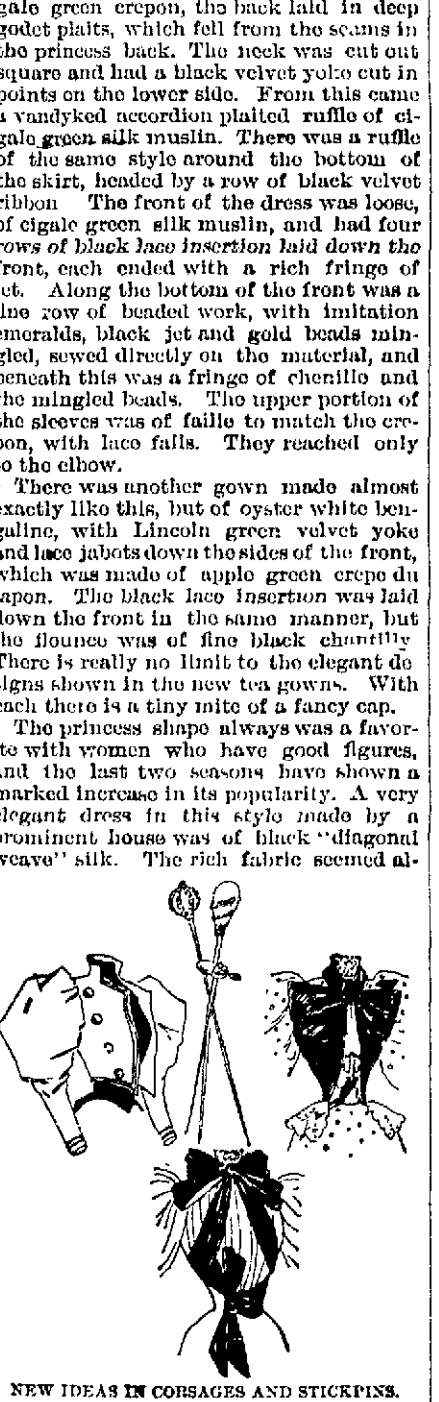 gale green crepon, the back laid in deep
godet plaits, which fell from the seams in
the princess back. The neck was cut out
square and had a black velvet yoke cut in
points on the lower side. From this came
a vandyked accordion plaited ruffle of ci-
gale green silk muslin. There was a ruffle
of the same style around the bottom of
the skirt, headed by a row of black velvet
ribbon The front of the dress was loose,
of cigale green silk muslin, and had four
rows of black lace insertion laid down the
front, each ended with a rich fringe of
jet. Along the bottom of the front was a
fine row of beaded work, with imitation
emeralds, black jet and gold beads min-
gled, sewed directly on the material, and
beneath this was a fringe of chenille and
the mingled beads. The upper portion of
the sleeves was of faille to match the cre-
pon, with lace falls. They reached only
to the elbow.
There was another gown made almost
exactly like this, but of oyster white ben-
galine, with Lincoln green velvet yoke
and lace jabots down the sides of the front,
which was made of apple green crepe du
Japon. The black lace insertion was laid
down the front in the same manner, but
the flounce was of fine black chantilly
There is really no limit to the elegant de
signs shown in the new tea gowns. With
each there is a tiny mite of a fancy cap.
The princess shape always was a favor-
ite with women who have good figures,
and the last two seasons have shown a
marked increase in its popularity. A very
elegant dress in this style made by a
prominent house was of black "diagonal
weave" silk. The rich fabric seemed al-
NEW IDEAS IN CORSAGES AND STICKPINS.